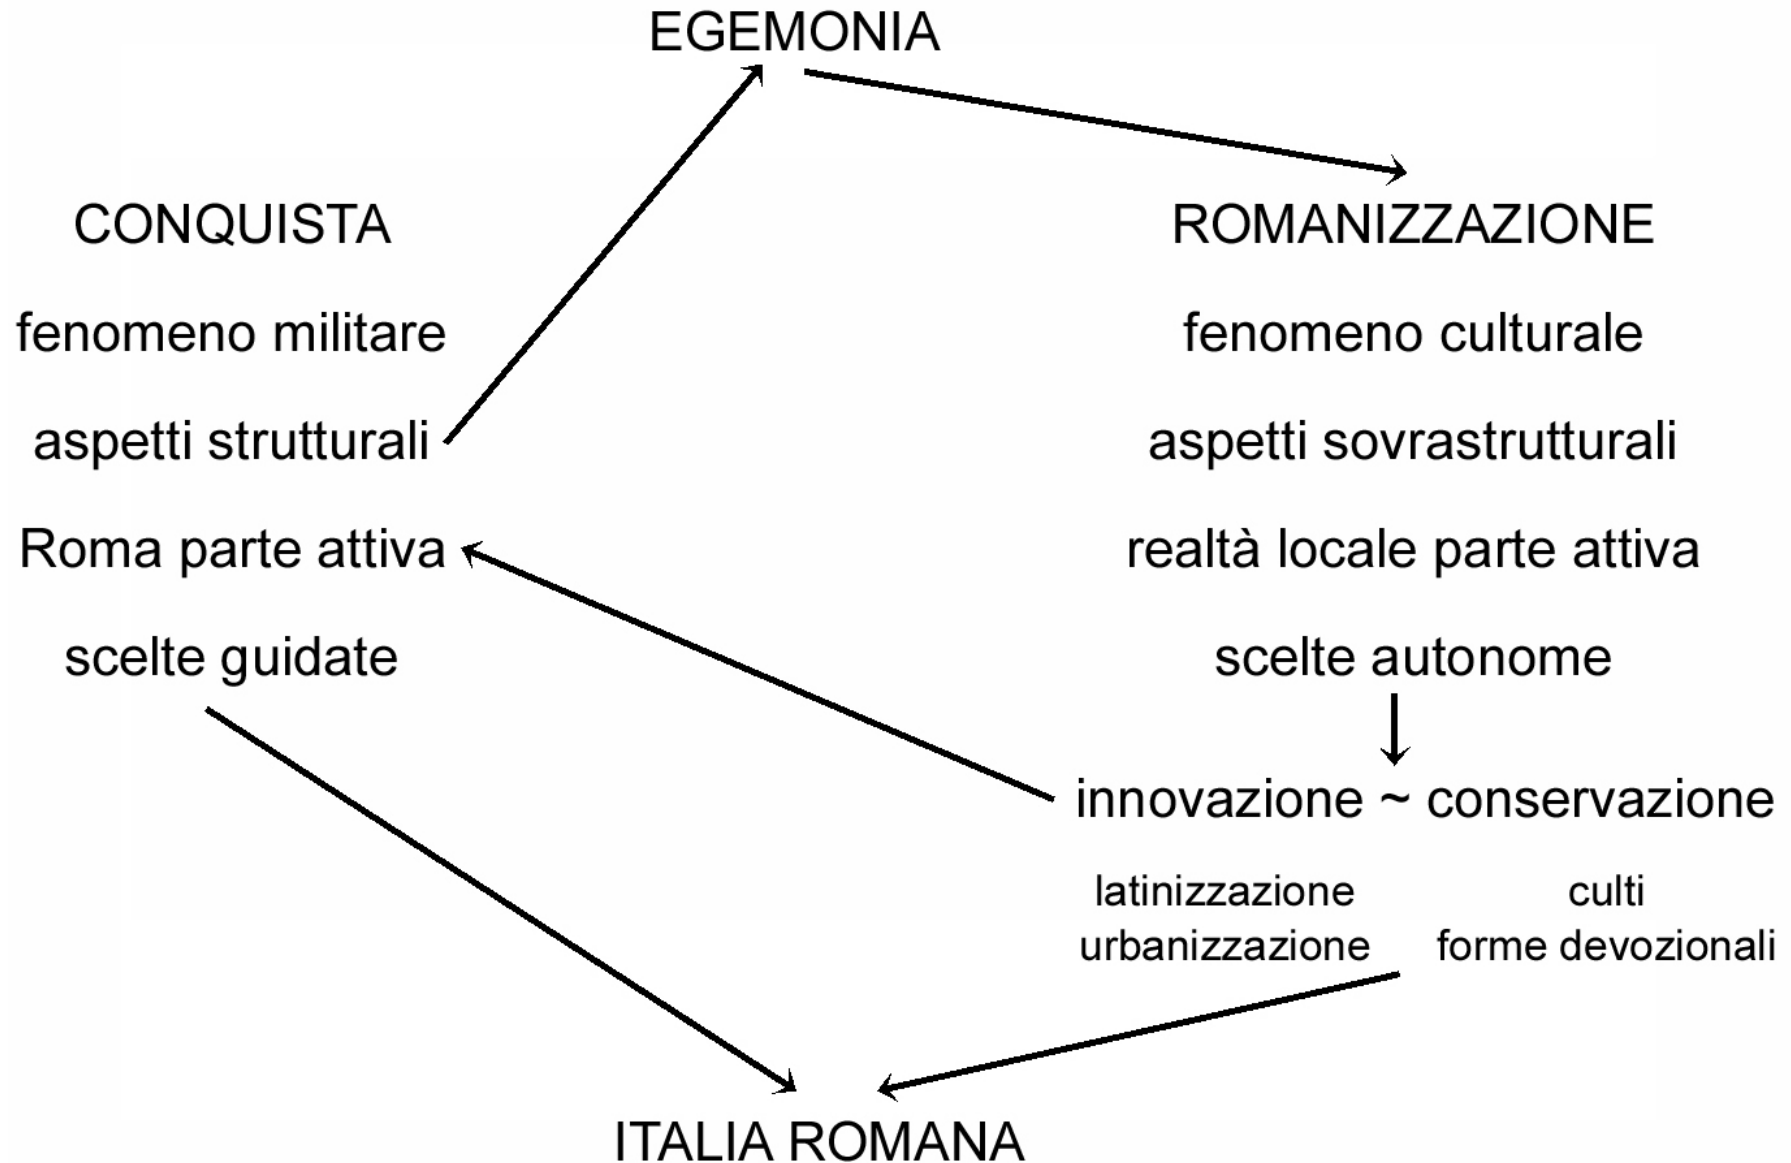 EGEMONIA
CONQUISTA
fenomeno militare
aspetti strutturali
Roma parte attiva
scelte guidate
ROMANIZZAZIONE
fenomeno culturale
aspetti sovrastrutturali
realtà locale parte attiva
scelte autonome
innovazione ~ conservazione
latinizzazione
urbanizzazione
culti
forme devozionali
ITALIA ROMANA